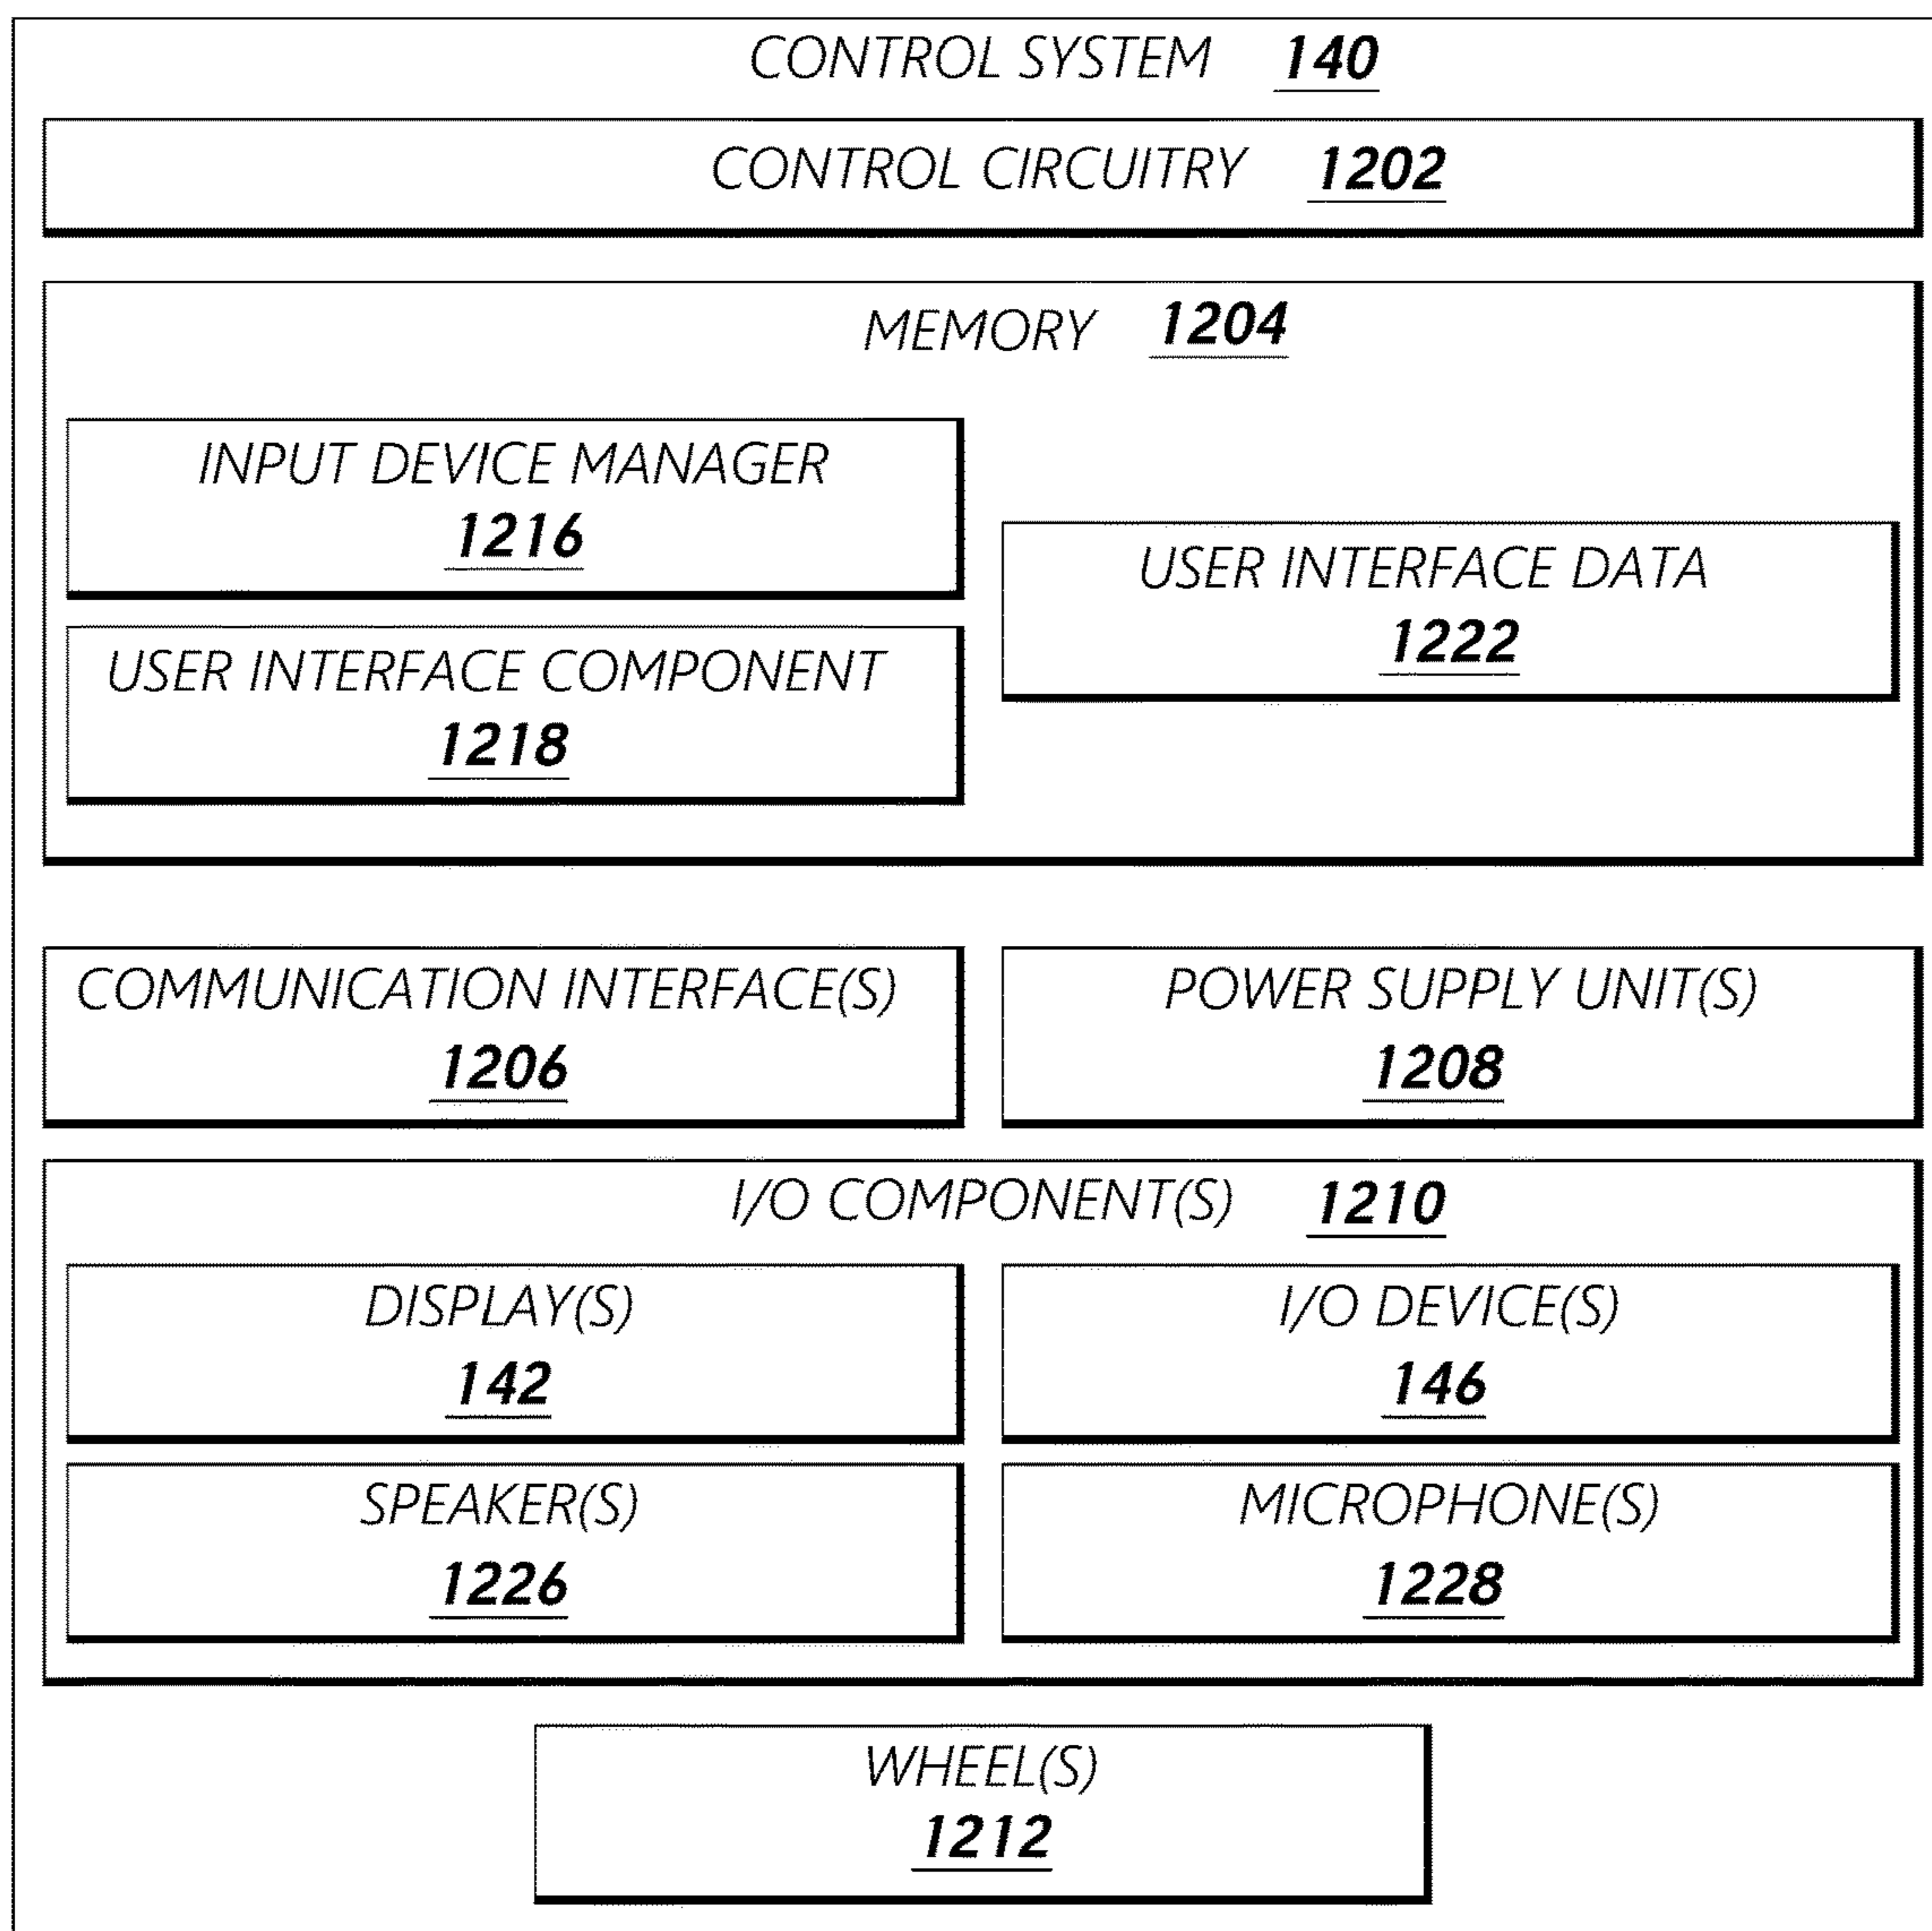 CONTROL SYSTEM 140
CONTROL CIRCUITRY 1202
MEMORY 1204
INPUT DEVICE MANAGER
1216
USER INTERFACE COMPONENT
1218
USER INTERFACE DATA
1222
COMMUNICATION INTERFACE(S)
1206
POWER SUPPLY UNIT(S)
1208
I/O COMPONENT(S) 1210
DISPLAY(S)
142
I/O DEVICE(S)
146
SPEAKER(S)
1226
MICROPHONE(S)
1228
WHEEL(S)
1212